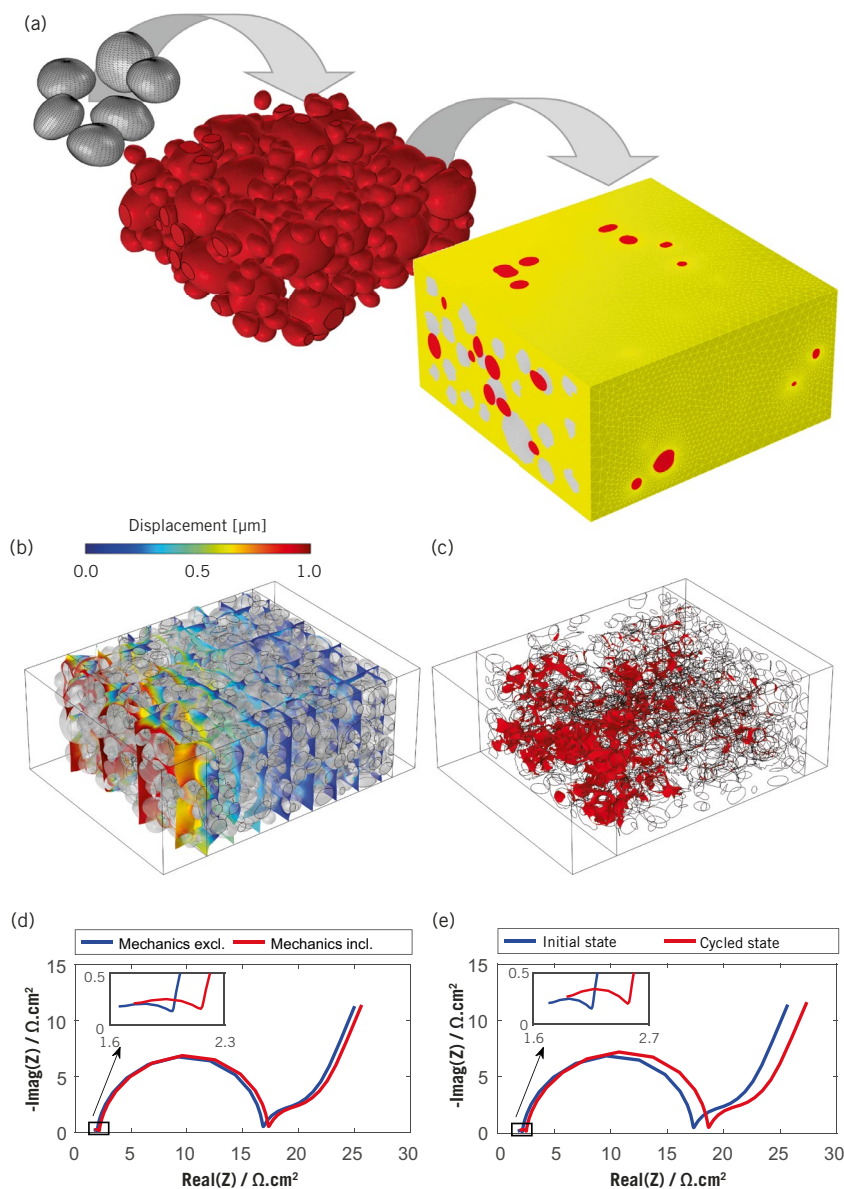 (a)
Displacement [µm]
(b)
(c)
0.0 0.5 1.0
(d)
(e)
Mechanics excl. Mechanics incl.
Initial state Cycled state
15
10
5
0
-Imag(Z) / Ω.cm²
0.5
0
1.6 2.3
0 5 10 15 20 25 30
Real(Z) / Ω.cm²
15
10
5
0
-Imag(Z) / Ω.cm²
0.5
0
1.6 2.7
0 5 10 15 20 25 30
Real(Z) / Ω.cm²